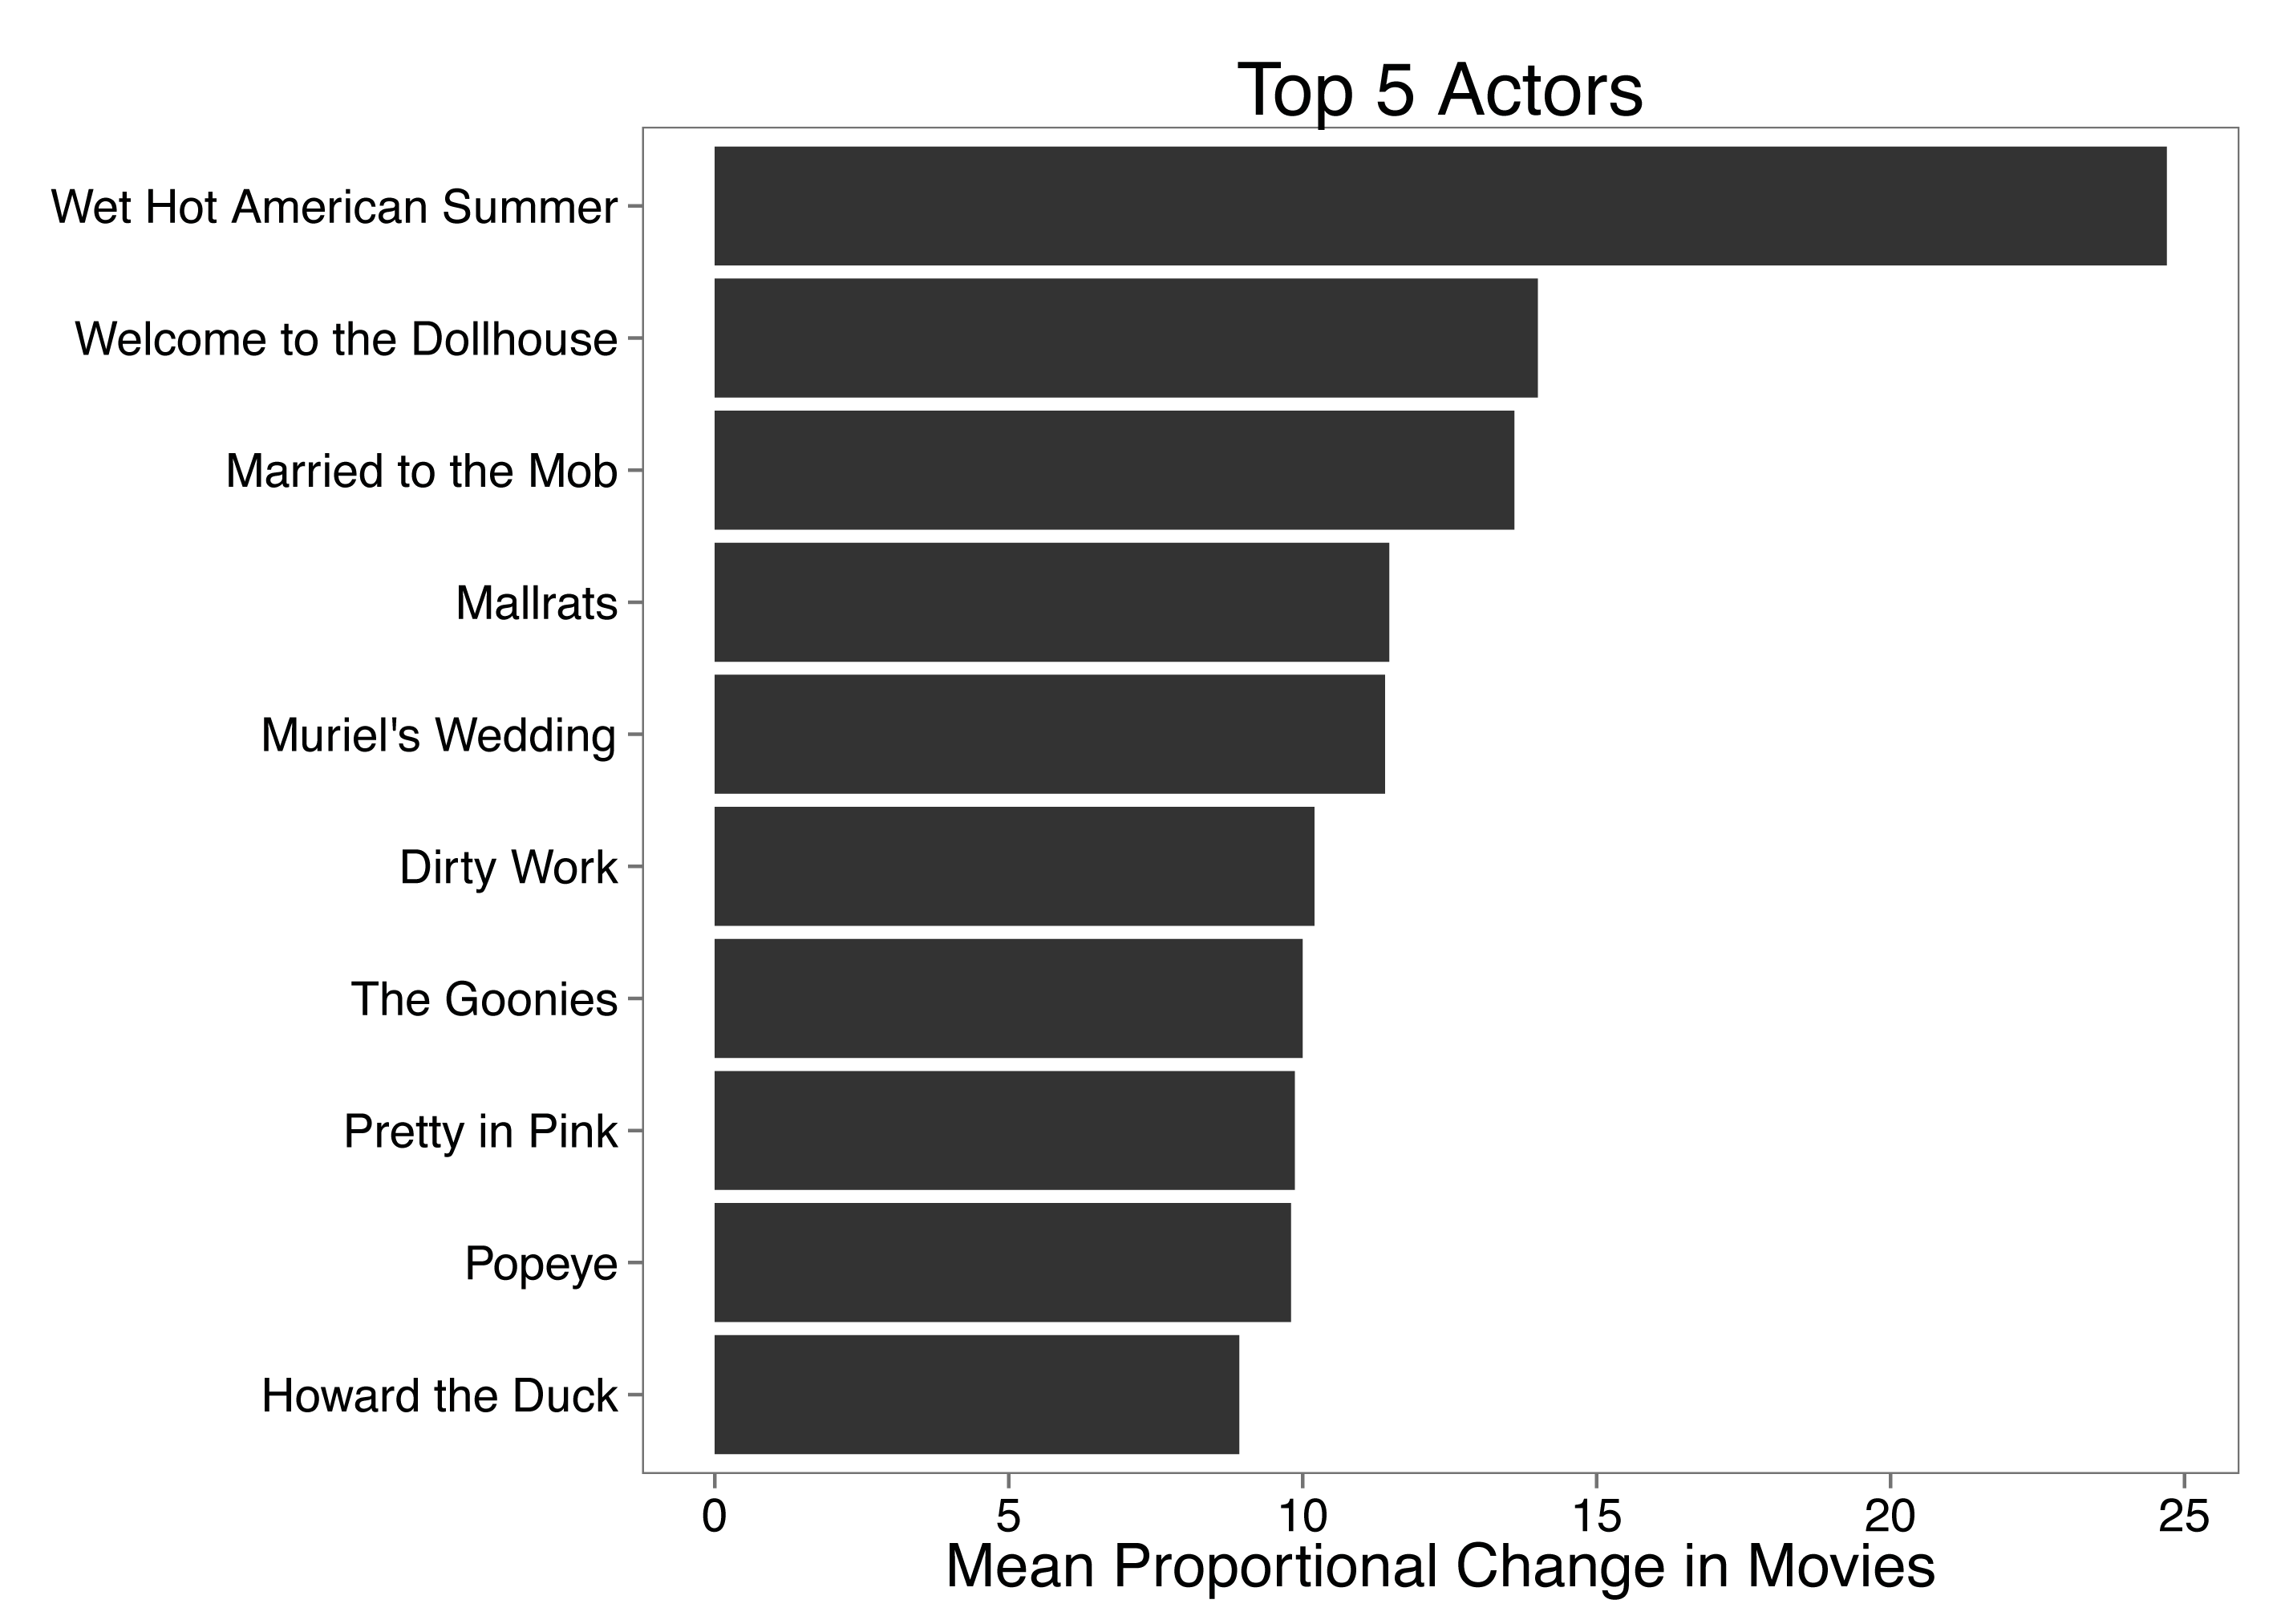 Top 5 Actors
Wet Hot American Summer
Welcome to the Dollhouse
Married to the Mob
Mallrats
Muriel's Wedding
Dirty Work
The Goonies
Pretty in Pink
Popeye
Howard the Duck
0 5 10 15 20 25
Mean Proportional Change in Movies